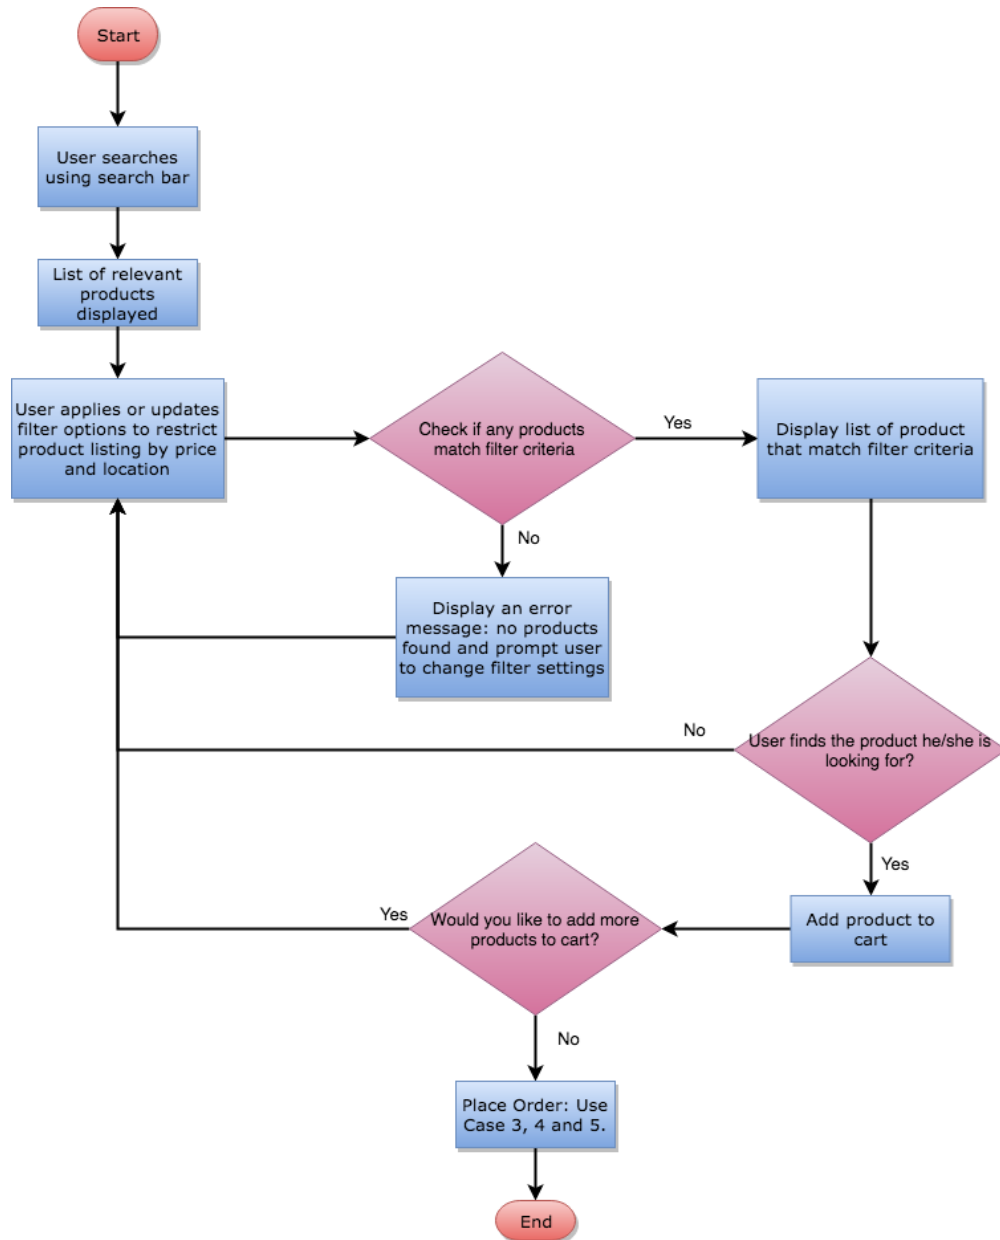 Start
User searches
using search bar
List of relevant
products
displayed
User applies or updates
filter options to restrict
product listing by price
and location
Check if any products
match filter criteria
Yes
Display list of product
that match filter criteria
No
Display an error
message: no products
found and prompt user
to change filter settings
No
User finds the product he/she is
looking for?
Yes
Add product to
cart
Would you like to add more
products to cart?
Yes
No
Place Order: Use
Case 3, 4 and 5.
End